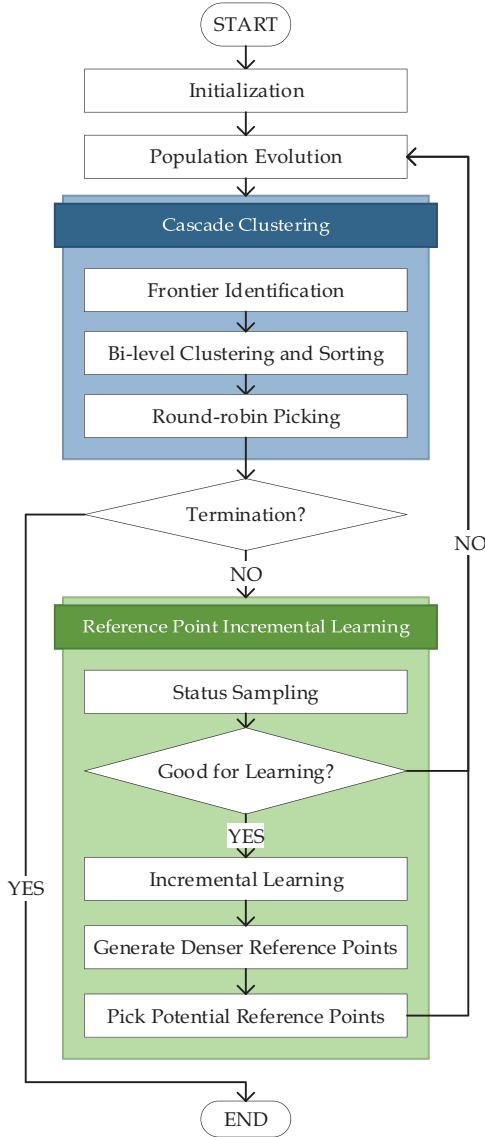 START
Initialization
Population Evolution
Cascade Clustering
Frontier Identification
Bi-level Clustering and Sorting
Round-robin Picking
Termination?
NO
NO
Reference Point Incremental Learning
Status Sampling
Good for Learning?
YES
Incremental Learning
YES
Generate Denser Reference Points
Pick Potential Reference Points
END